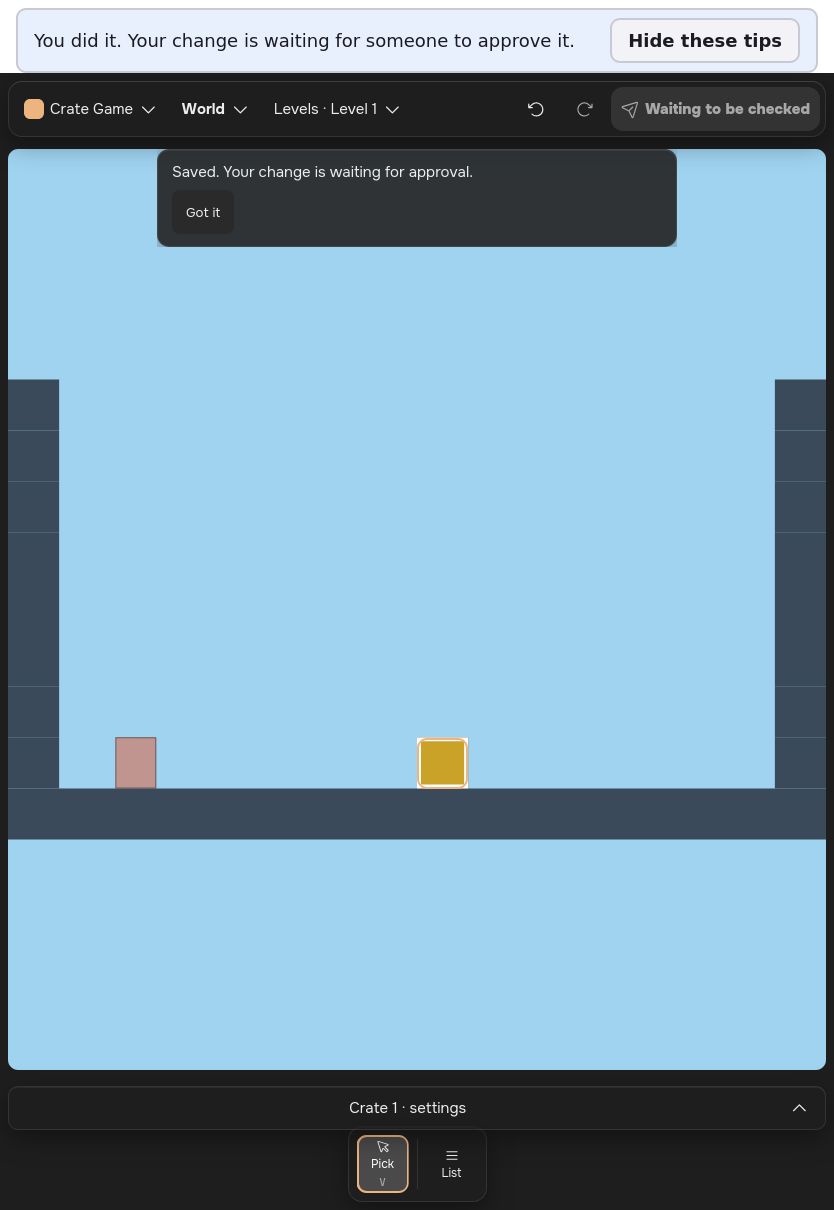 You did it. Your change is waiting for someone to approve it.
Hide these tips
Crate Game
World
Levels · Level 1
Waiting to be checked
Saved. Your change is waiting for approval.
Got it
Crate 1 · settings
Pick
V
List